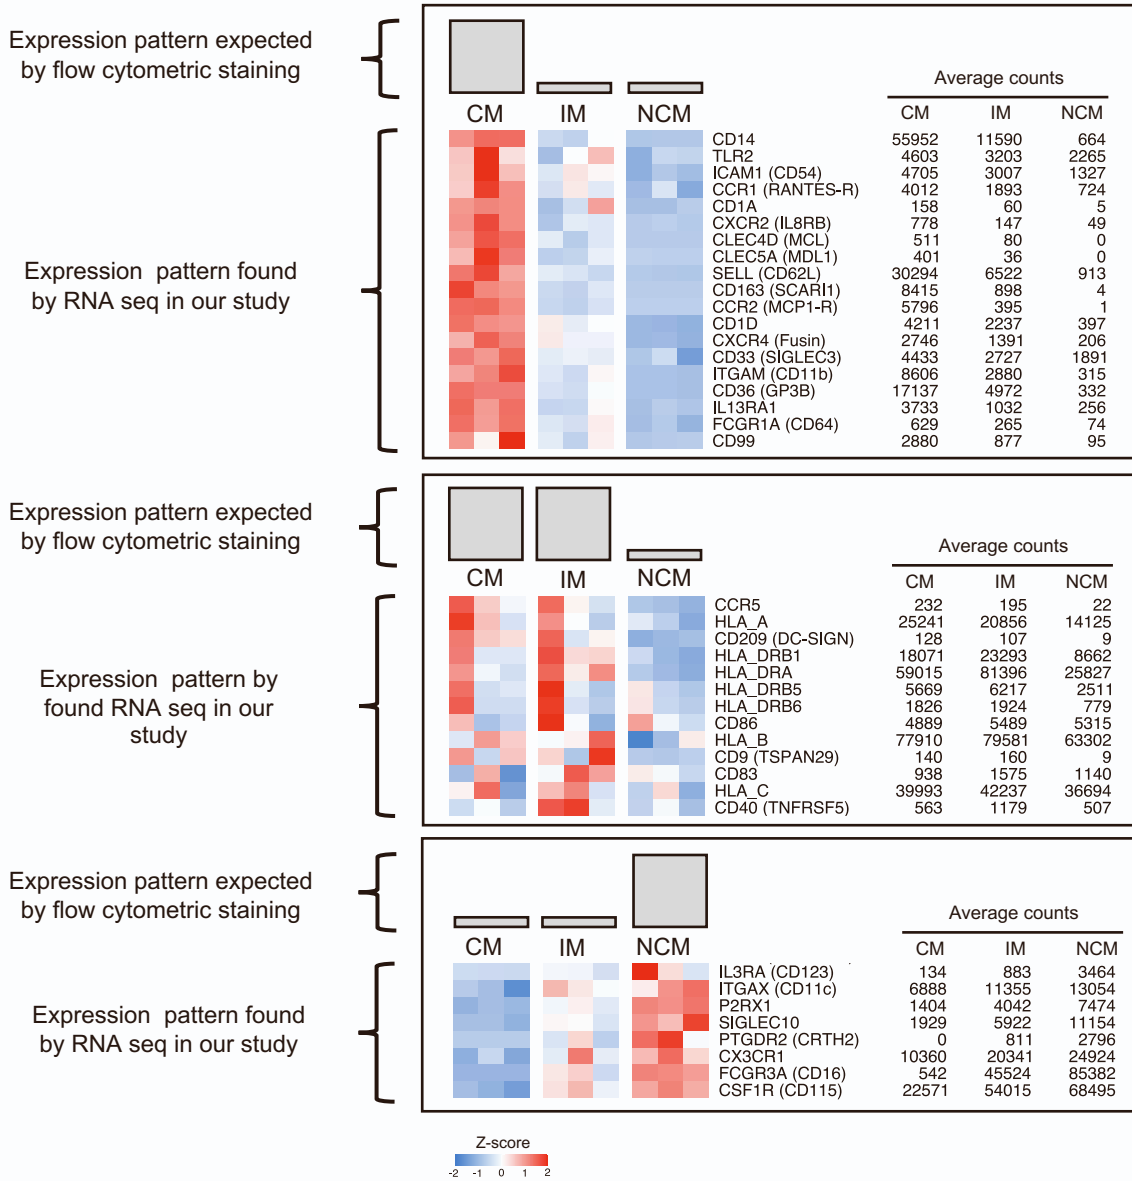 Expression pattern expected
by flow cytometric staining
Average counts
CM IM NCM CM IM NCM
Expression pattern found
by RNA seq in our study
CD14 55952 11590 664
TLR2 4603 3203 2265
ICAM1 (CD54) 4705 3007 1327
CCR1 (RANTES-R) 4012 1893 724
CD1A 158 60 5
CXCR2 (IL8RB) 778 147 49
CLEC4D (MCL) 511 80 0
CLEC5A (MDL1) 401 36 0
SELL (CD62L) 30294 6522 913
CD163 (SCARI1) 8415 898 4
CCR2 (MCP1-R) 5796 395 1
CD1D 4211 2237 397
CXCR4 (Fusin) 2746 1391 206
CD33 (SIGLEC3) 4433 2727 1891
ITGAM (CD11b) 8606 2880 315
CD36 (GP3B) 17137 4972 332
IL13RA1 3733 1032 256
FCGR1A (CD64) 629 265 74
CD99 2880 877 95
Expression pattern expected
by flow cytometric staining
Average counts
CM IM NCM CM IM NCM
Expression pattern by
found RNA seq in our
study
CCR5 232 195 22
HLA_A 25241 20856 14125
CD209 (DC-SIGN) 128 107 9
HLA_DRB1 18071 23293 8662
HLA_DRA 59015 81396 25827
HLA_DRB5 5669 6217 2511
HLA_DRB6 1826 1924 779
CD86 4889 5489 5315
HLA_B 77910 79581 63302
CD9 (TSPAN29) 140 160 9
CD83 938 1575 1140
HLA_C 39993 42237 36694
CD40 (TNFRSF5) 563 1179 507
Expression pattern expected
by flow cytometric staining
Average counts
CM IM NCM CM IM NCM
Expression pattern found
by RNA seq in our study
IL3RA (CD123) 134 883 3464
ITGAX (CD11c) 6888 11355 13054
P2RX1 1404 4042 7474
SIGLEC10 1929 5922 11154
PTGDR2 (CRTH2) 0 811 2796
CX3CR1 10360 20341 24924
FCGR3A (CD16) 542 45524 85382
CSF1R (CD115) 22571 54015 68495
Z-score
-2 -1 0 1 2